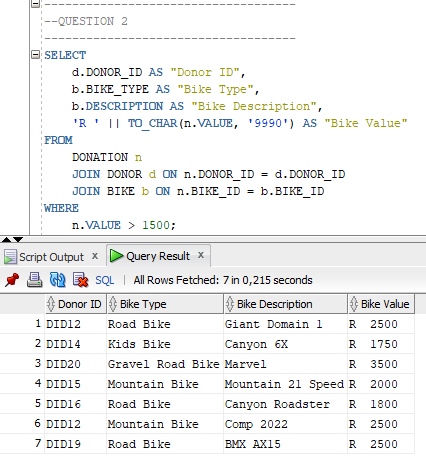 ---------------------------------
--QUESTION 2
---------------------------------
SELECT
d.DONOR_ID AS "Donor ID",
b.BIKE_TYPE AS "Bike Type",
b.DESCRIPTION AS "Bike Description",
'R ' || TO_CHAR(n.VALUE, '9990') AS "Bike Value"
FROM
DONATION n
JOIN DONOR d ON n.DONOR_ID = d.DONOR_ID
JOIN BIKE b ON n.BIKE_ID = b.BIKE_ID
WHERE
n.VALUE > 1500;
Script Output x Query Result x
SQL | All Rows Fetched: 7 in 0,215 seconds
Donor ID Bike Type Bike Description Bike Value
1 DID12 Road Bike Giant Domain 1 R 2500
2 DID14 Kids Bike Canyon 6X R 1750
3 DID20 Gravel Road Bike Marvel R 3500
4 DID15 Mountain Bike Mountain 21 Speed R 2000
5 DID16 Road Bike Canyon Roadster R 1800
6 DID12 Mountain Bike Comp 2022 R 2500
7 DID19 Road Bike BMX AX15 R 2500